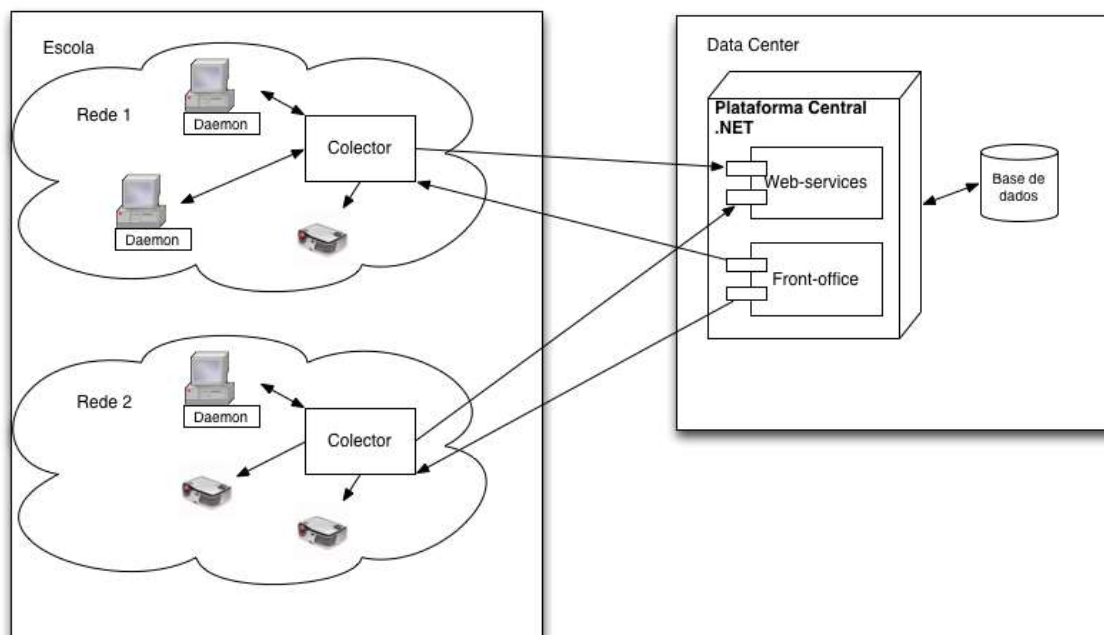 Escola
Rede 1
Daemon
Colector
Daemon
Rede 2
Daemon
Colector
Data Center
Plataforma Central
.NET
Web-services
Front-office
Base de
dados